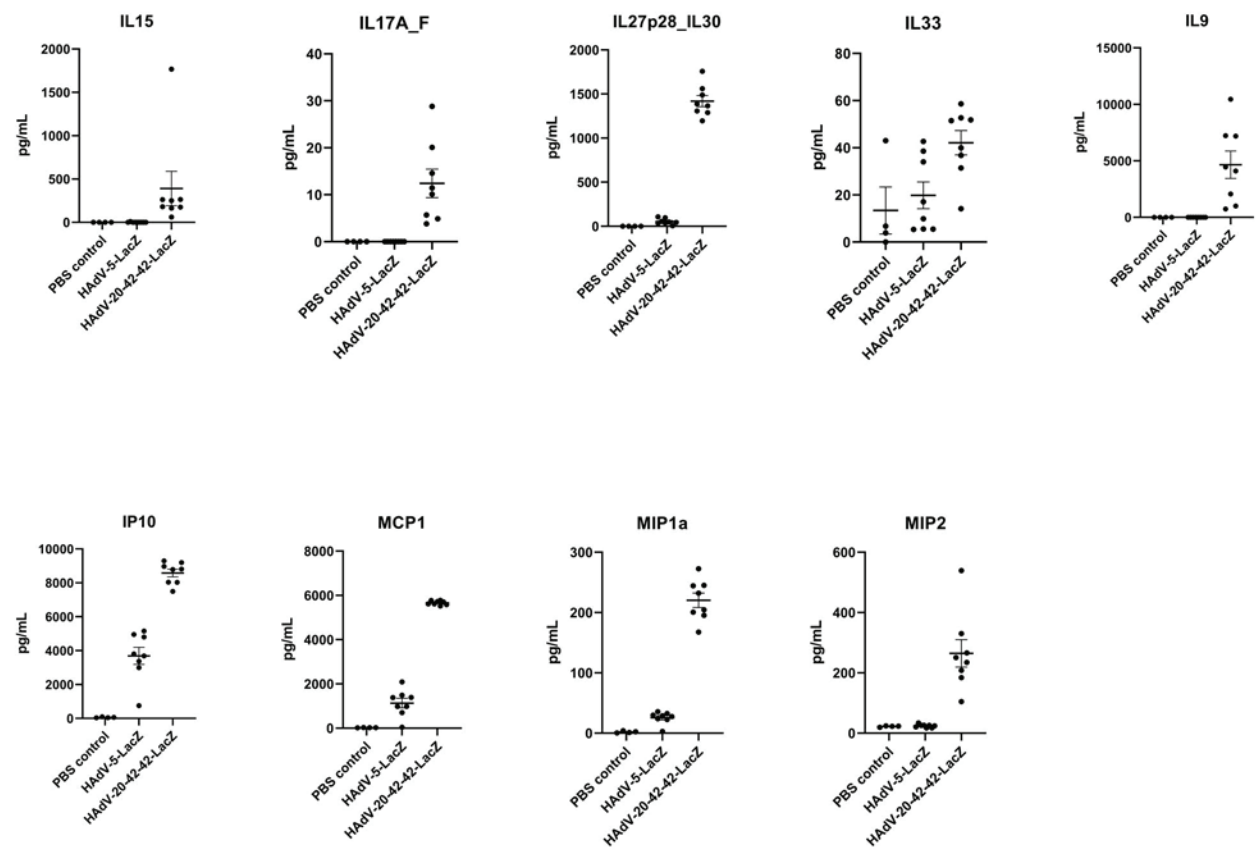 IL15
pg/mL
2000
1500
1000
500
0
PBS control
HAdV-5-LacZ
HAdV-20-42-42-LacZ
IL17A_F
pg/mL
40
30
20
10
0
PBS control
HAdV-5-LacZ
HAdV-20-42-42-LacZ
IL27p28_IL30
pg/mL
2000
1500
1000
500
0
PBS control
HAdV-5-LacZ
HAdV-20-42-42-LacZ
IL33
pg/mL
80
60
40
20
0
PBS control
HAdV-5-LacZ
HAdV-20-42-42-LacZ
IL9
pg/mL
15000
10000
5000
0
PBS control
HAdV-5-LacZ
HAdV-20-42-42-LacZ
IP10
pg/mL
10000
8000
6000
4000
2000
0
PBS control
HAdV-5-LacZ
HAdV-20-42-42-LacZ
MCP1
pg/mL
8000
6000
4000
2000
0
PBS control
HAdV-5-LacZ
HAdV-20-42-42-LacZ
MIP1a
pg/mL
300
200
100
0
PBS control
HAdV-5-LacZ
HAdV-20-42-42-LacZ
MIP2
pg/mL
600
400
200
0
PBS control
HAdV-5-LacZ
HAdV-20-42-42-LacZ